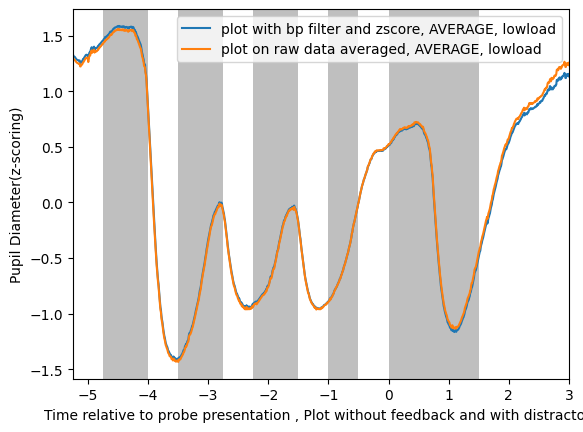 plot with bp filter and zscore, AVERAGE, lowload
plot on raw data averaged, AVERAGE, lowload
Pupil Diameter(z-scoring)
1.5
1.0
0.5
0.0
−0.5
−1.0
−1.5
−5 −4 −3 −2 −1 0 1 2 3
Time relative to probe presentation , Plot without feedback and with distracto